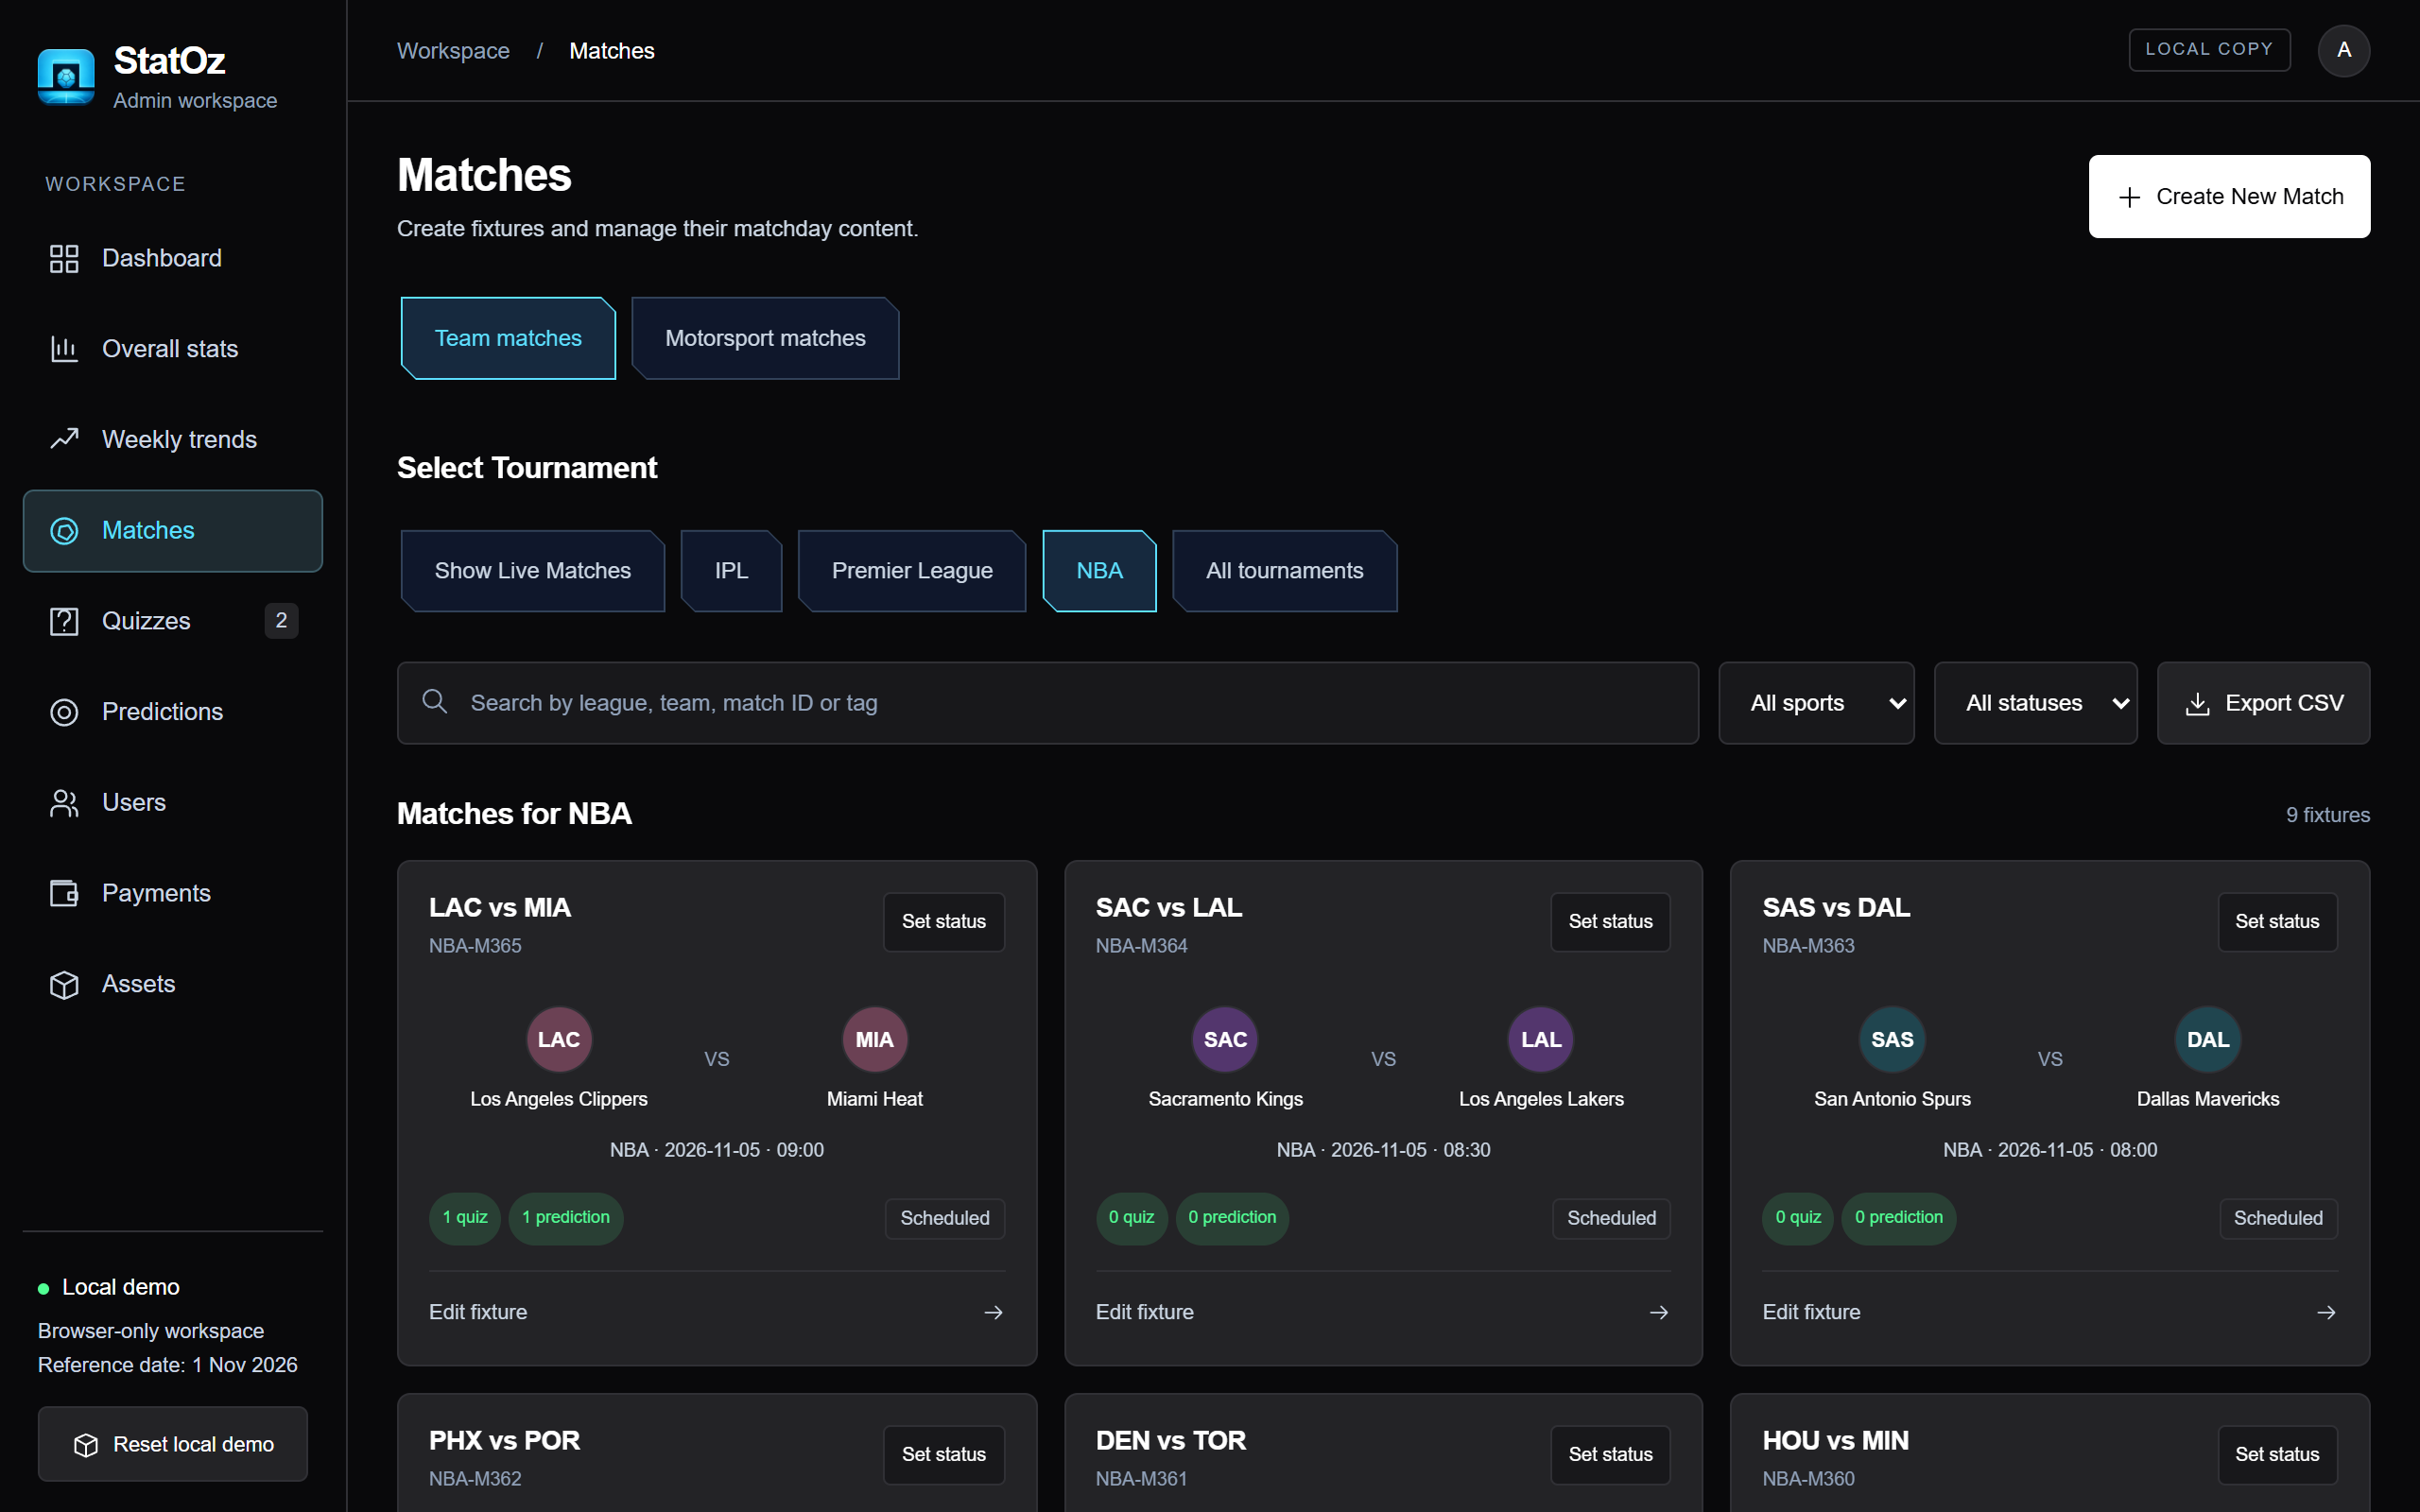 StatOz
Admin workspace
WORKSPACE
Dashboard
Overall stats
Weekly trends
Matches
Quizzes 2
Predictions
Users
Payments
Assets
Local demo
Browser-only workspace
Reference date: 1 Nov 2026
Reset local demo
Workspace / Matches
LOCAL COPY A
Matches
Create fixtures and manage their matchday content.
Create New Match
Team matches Motorsport matches
Select Tournament
Show Live Matches IPL Premier League NBA All tournaments
Search by league, team, match ID or tag All sports All statuses Export CSV
Matches for NBA 9 fixtures
LAC vs MIA Set status
NBA-M365
LAC MIA
VS
Los Angeles Clippers Miami Heat
NBA · 2026-11-05 · 09:00
1 quiz 1 prediction Scheduled
Edit fixture →
SAC vs LAL Set status
NBA-M364
SAC LAL
VS
Sacramento Kings Los Angeles Lakers
NBA · 2026-11-05 · 08:30
0 quiz 0 prediction Scheduled
Edit fixture →
SAS vs DAL Set status
NBA-M363
SAS DAL
VS
San Antonio Spurs Dallas Mavericks
NBA · 2026-11-05 · 08:00
0 quiz 0 prediction Scheduled
Edit fixture →
PHX vs POR Set status
NBA-M362
DEN vs TOR Set status
NBA-M361
HOU vs MIN Set status
NBA-M360